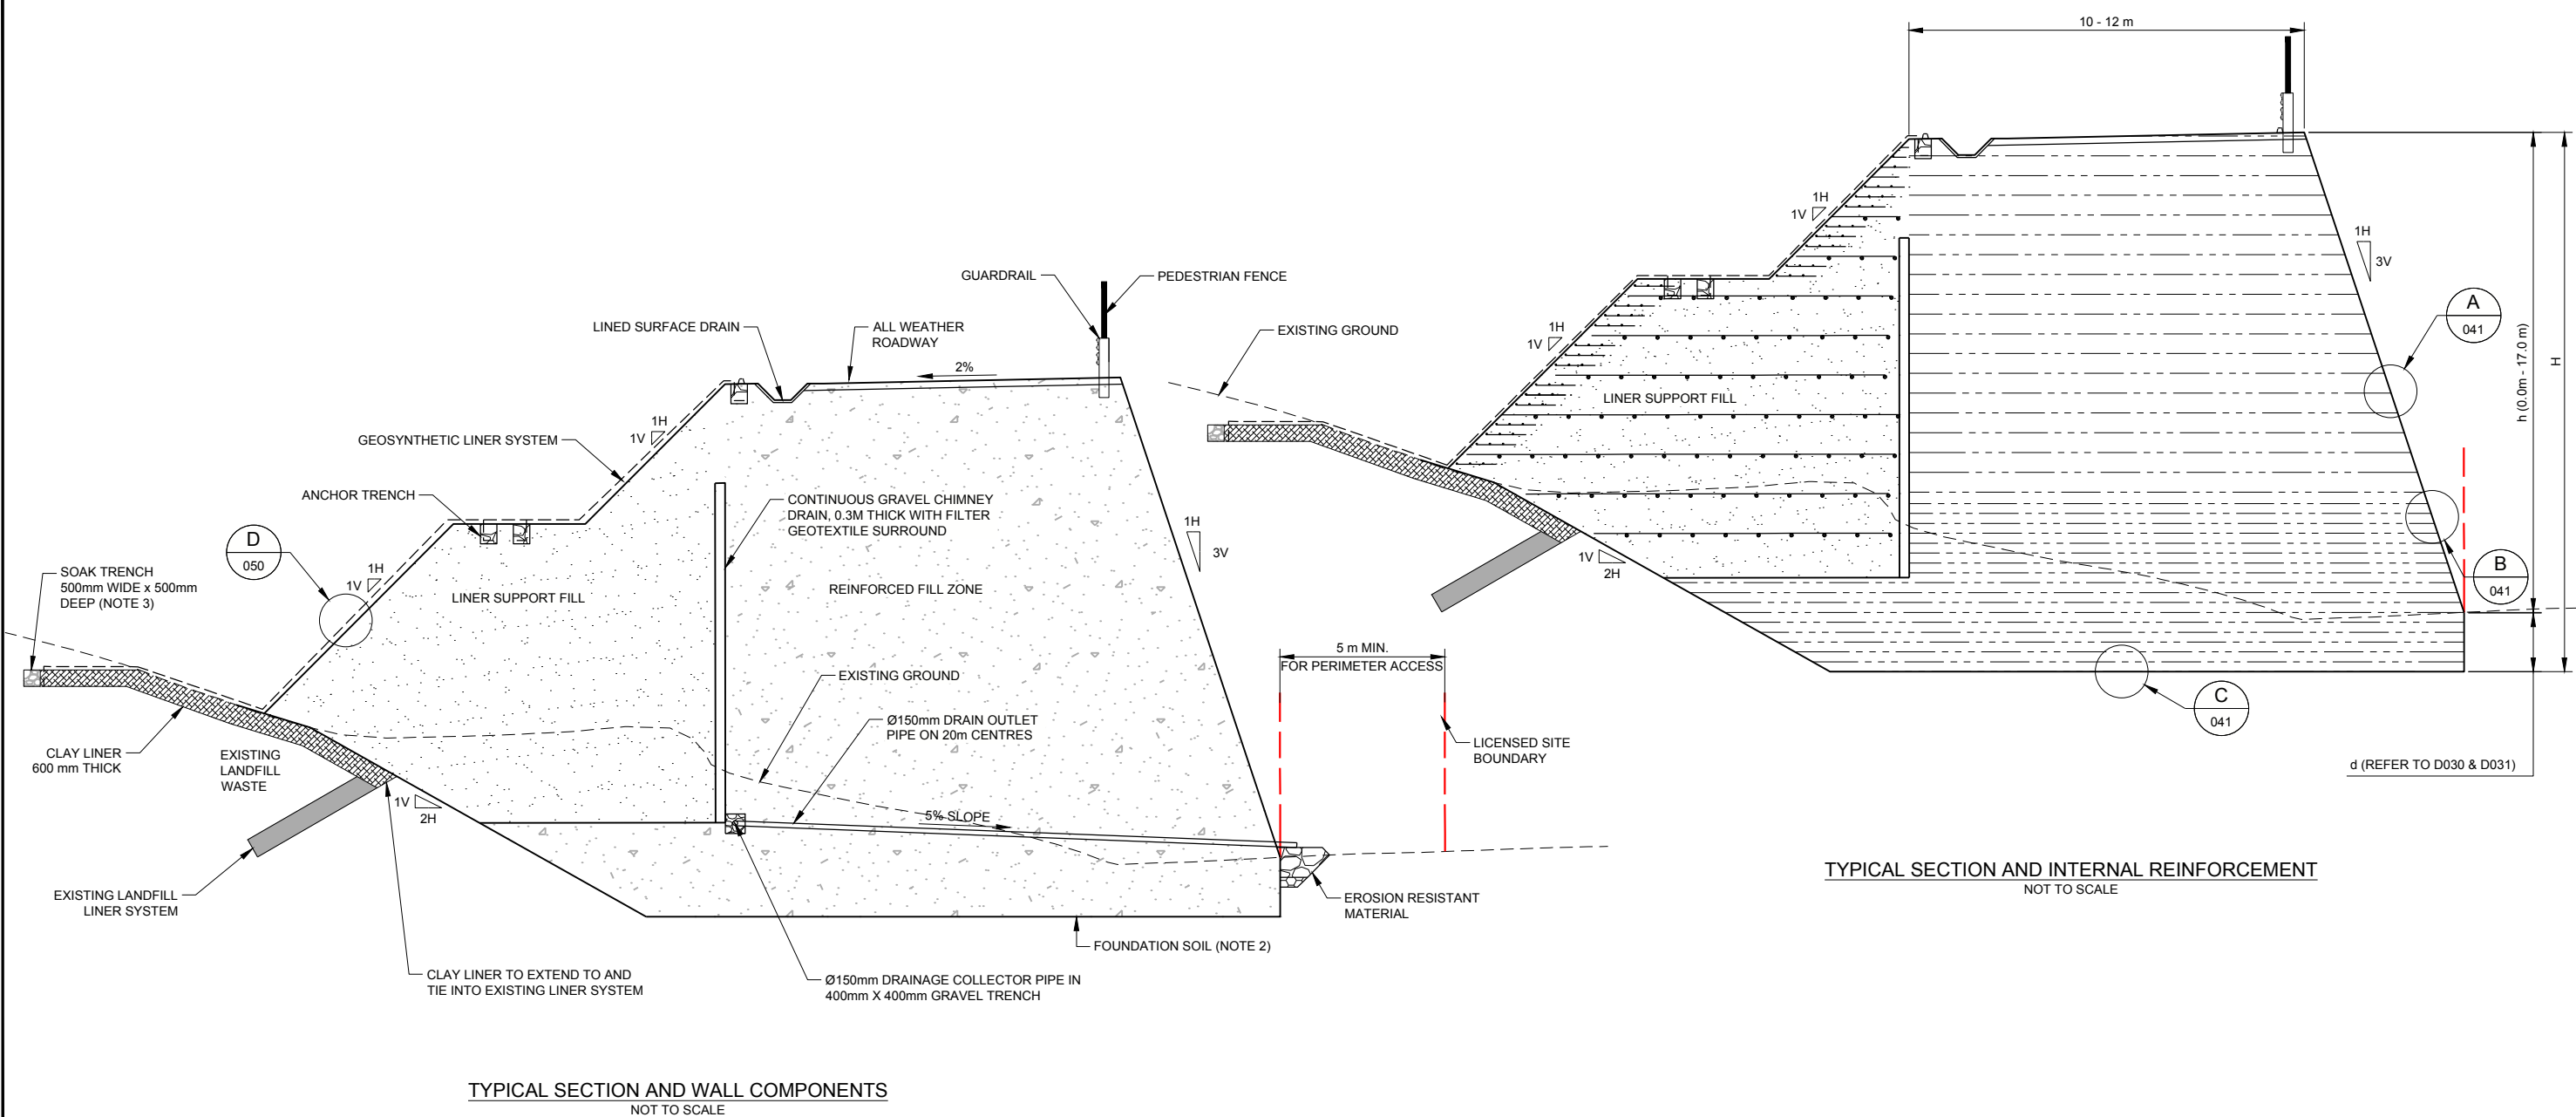 GUARDRAIL
PEDESTRIAN FENCE
LINED SURFACE DRAIN
ALL WEATHER
ROADWAY
2%
1H
1V
GEOSYNTHETIC LINER SYSTEM
ANCHOR TRENCH
CONTINUOUS GRAVEL CHIMNEY
DRAIN, 0.3M THICK WITH FILTER
GEOTEXTILE SURROUND
1H
3V
D
050
SOAK TRENCH
500mm WIDE x 500mm
DEEP (NOTE 3)
1H
1V
LINER SUPPORT FILL
REINFORCED FILL ZONE
5 m MIN.
FOR PERIMETER ACCESS
EXISTING GROUND
Ø150mm DRAIN OUTLET
PIPE ON 20m CENTRES
LICENSED SITE
BOUNDARY
CLAY LINER
600 mm THICK
EXISTING
LANDFILL
WASTE
1V
2H
5% SLOPE
EXISTING LANDFILL
LINER SYSTEM
EROSION RESISTANT
MATERIAL
FOUNDATION SOIL (NOTE 2)
CLAY LINER TO EXTEND TO AND
TIE INTO EXISTING LINER SYSTEM
Ø150mm DRAINAGE COLLECTOR PIPE IN
400mm X 400mm GRAVEL TRENCH
TYPICAL SECTION AND WALL COMPONENTS
NOT TO SCALE
10 - 12 m
1H
1V
1H
3V
EXISTING GROUND
1H
1V
A
041
h (0.0m - 17.0 m)
H
LINER SUPPORT FILL
1V
2H
B
041
C
041
d (REFER TO D030 & D031)
TYPICAL SECTION AND INTERNAL REINFORCEMENT
NOT TO SCALE